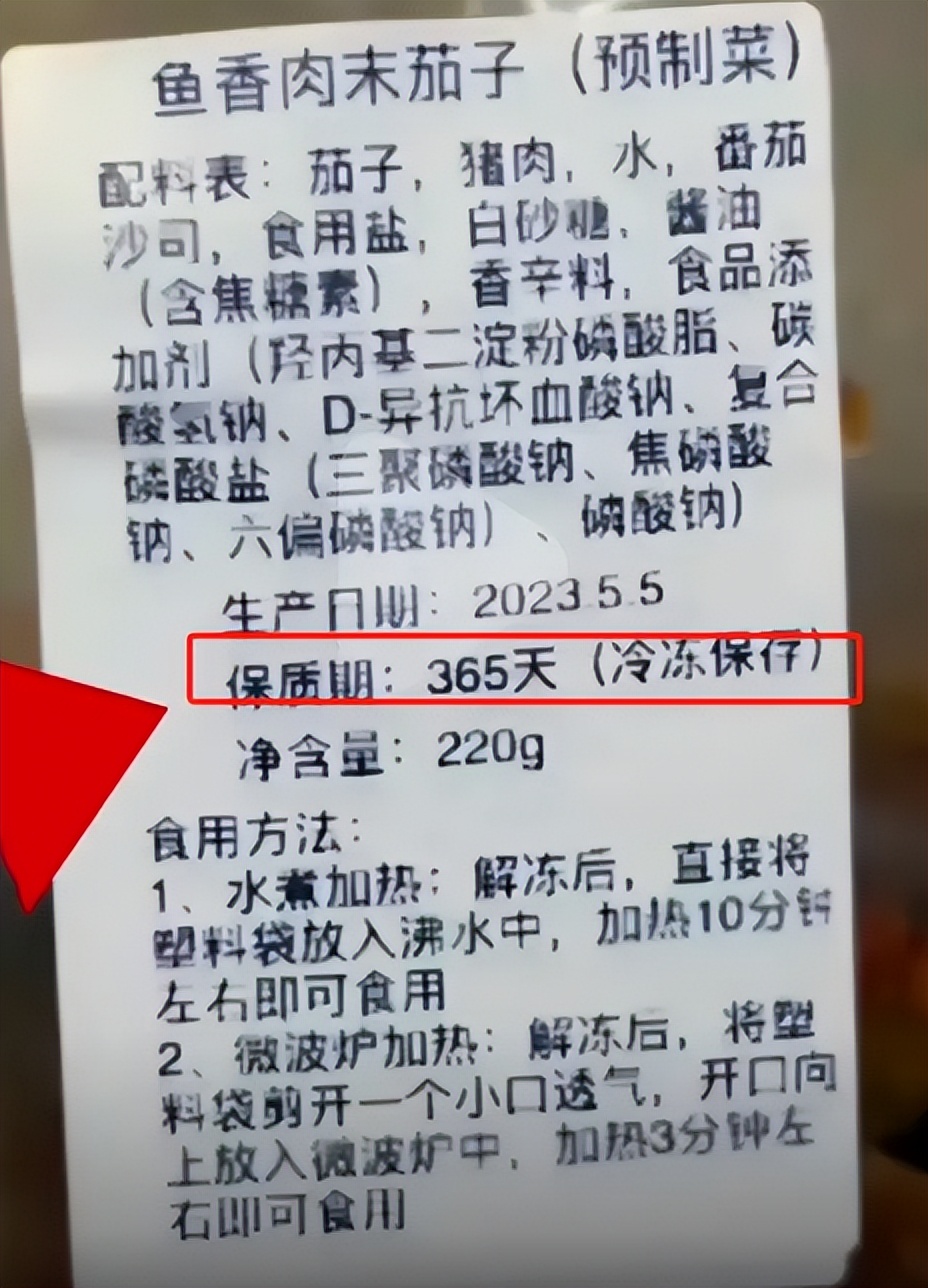 鱼香肉末茄子（预制菜）
配料表：茄子，猪肉，水，番茄
沙司，食用盐，白砂糖，酱油
（含焦糖素），香辛料，食品添
加剂（羟丙基二淀粉磷酸脂、碳
酸氢钠、D-异抗坏血酸钠、复合
磷酸盐（三聚磷酸钠、焦磷酸
钠、六偏磷酸钠）、磷酸钠）
生产日期：2023.5.5
保质期：365天（冷冻保存）
净含量：220g
食用方法：
1、水煮加热：解冻后，直接将
塑料袋放入沸水中，加热10分钟
左右即可食用
2、微波炉加热：解冻后，将塑
料袋剪开一个小口透气，开口向
上放入微波炉中，加热3分钟左
右即可食用